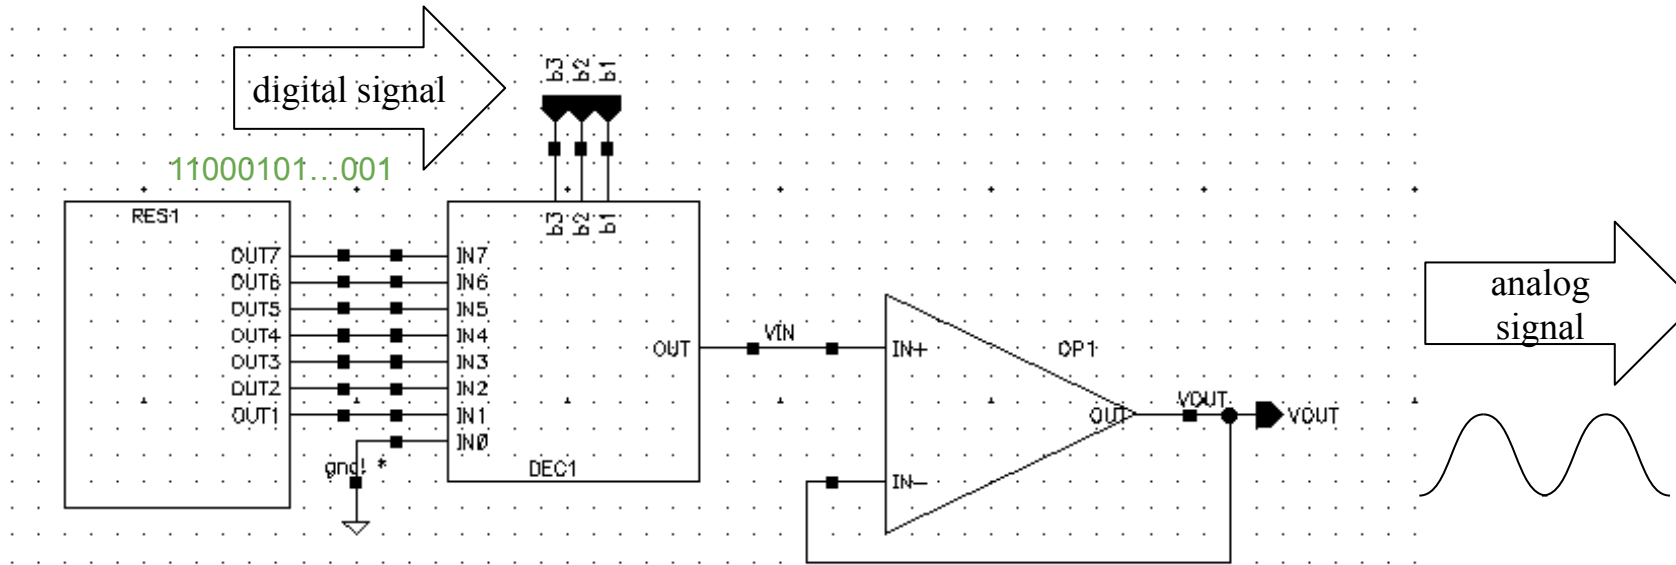 digital signal
b3 b2 b1
11000101...001
RES1
b3 b2 b1
OUT7 IN7
OUT6 IN6
OUT5 IN5
OUT4 IN4
OUT3 IN3
OUT2 IN2
OUT1 IN1
IN0
gnd! *
DEC1
OUT
VIN
IN+
OP1
OUT
IN-
VOUT
VOUT
analog
signal